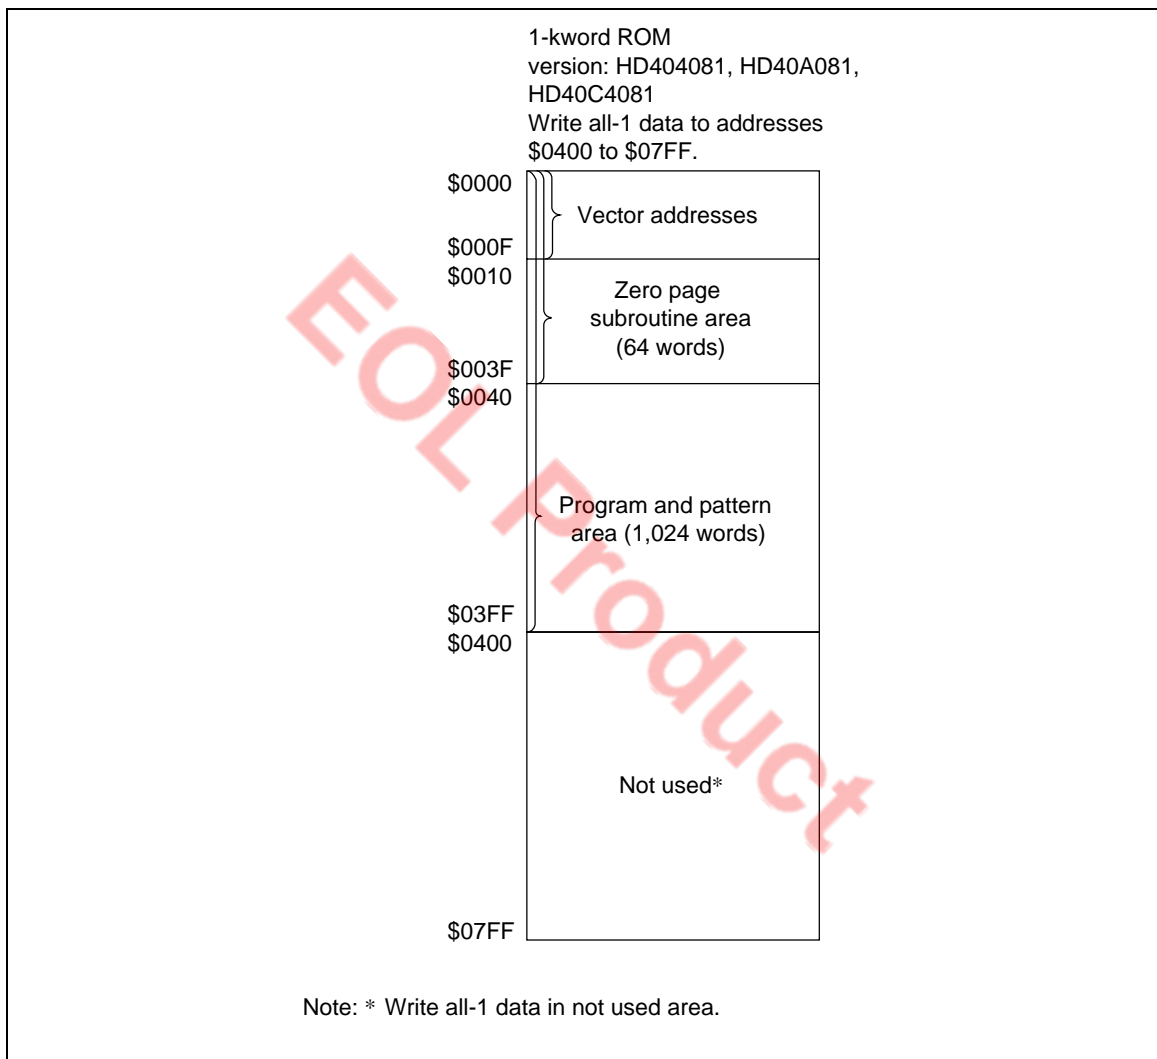 1-kword ROM
version: HD404081, HD40A081,
HD40C4081
Write all-1 data to addresses
$0400 to $07FF.
$0000
Vector addresses
$000F
$0010
Zero page
subroutine area
(64 words)
$003F
$0040
Program and pattern
area (1,024 words)
$03FF
$0400
Not used*
$07FF
Note: * Write all-1 data in not used area.
EOL Product